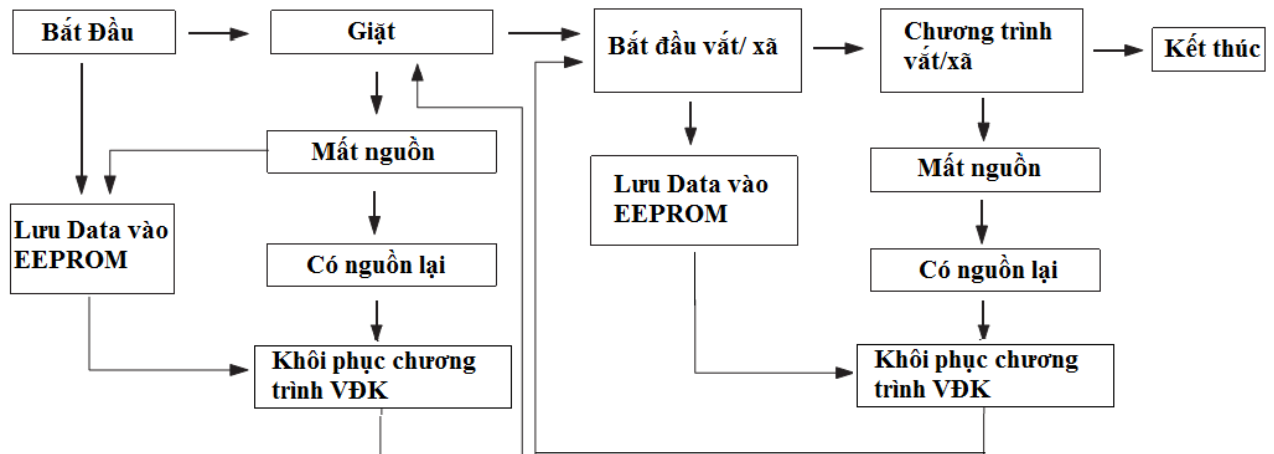 Bắt Đầu
Giặt
Bắt đầu vắt/ xã
Chương trình
vắt/xã
Kết thúc
Mất nguồn
Lưu Data vào
EEPROM
Mất nguồn
Lưu Data vào
EEPROM
Có nguồn lại
Có nguồn lại
Khôi phục chương
trình VĐK
Khôi phục chương
trình VĐK